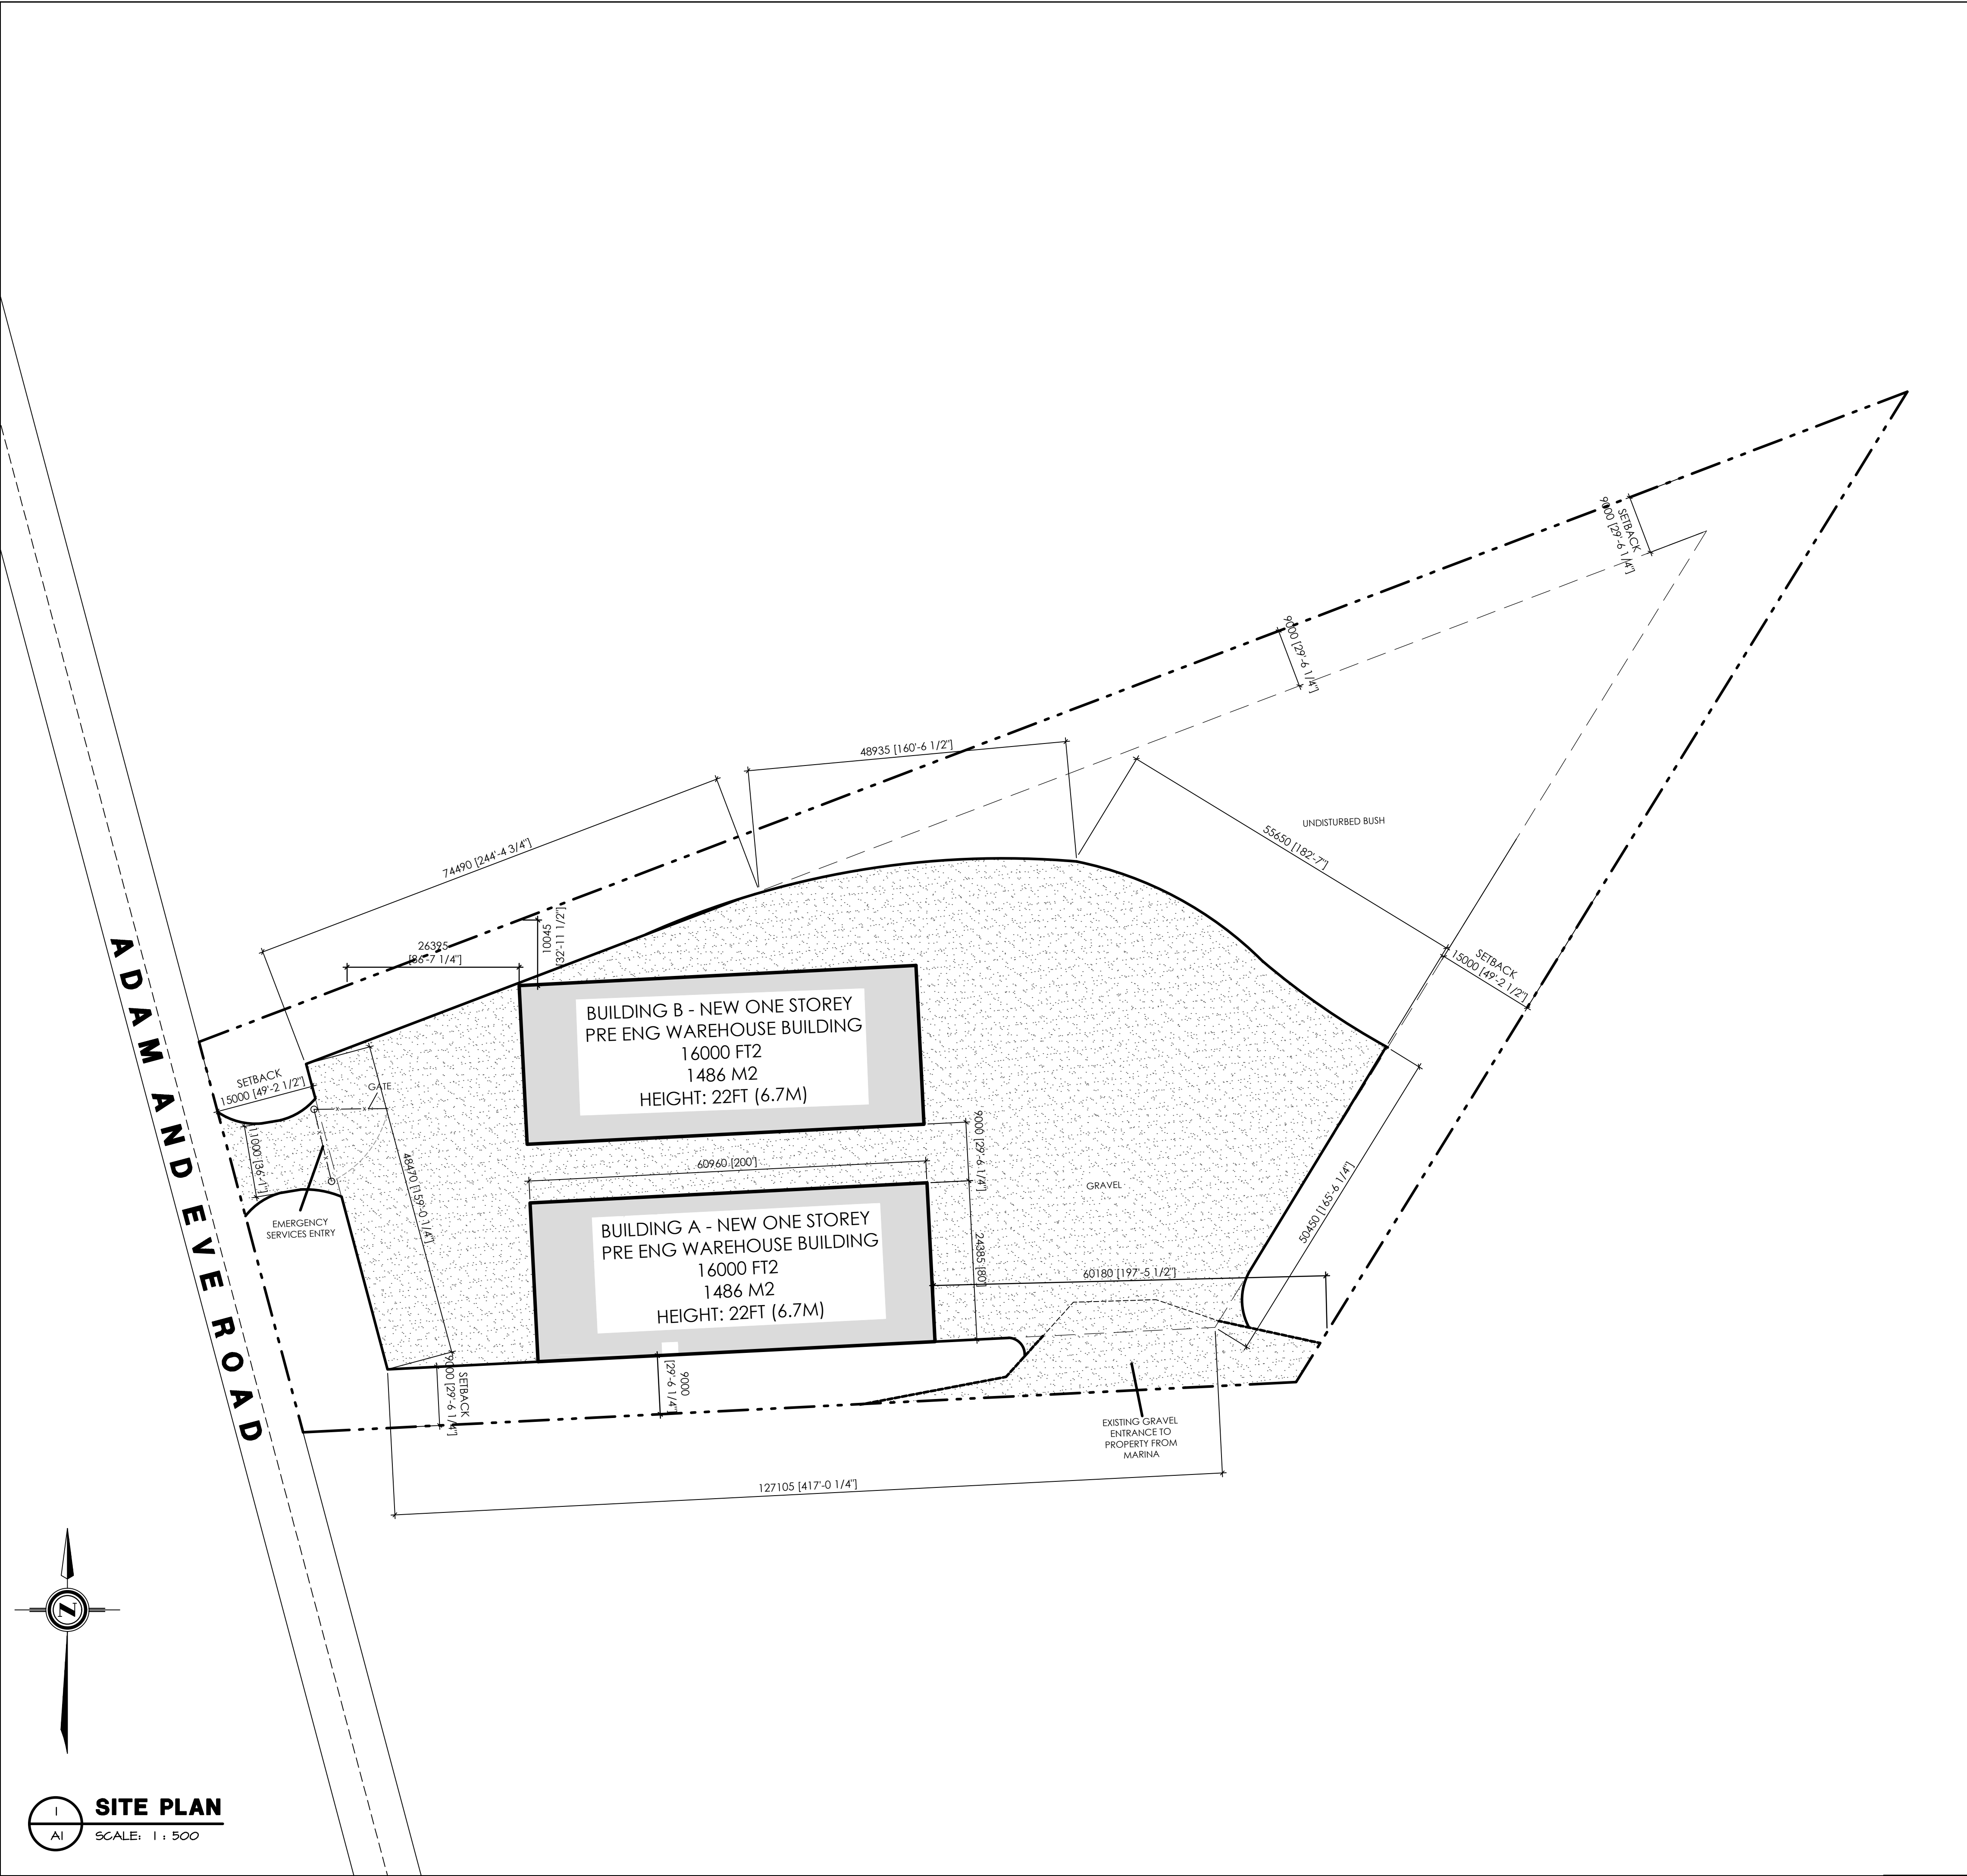 9000 [29'-6 1/4"]
SETBACK
9000 [29'-6 1/4"]
48935 [160'-6 1/2"]
74490 [244'-4 3/4"]
UNDISTURBED BUSH
55650 [182'-7"]
SETBACK
15000 [49'-2 1/2"]
26395
[86'-7 1/4"]
10045
[32'-11 1/2"]
BUILDING B - NEW ONE STOREY
PRE ENG WAREHOUSE BUILDING
16000 FT2
1486 M2
HEIGHT: 22FT (6.7M)
SETBACK
15000 [49'-2 1/2"]
GATE
x
x
x
x
11000 [36'-1"]
48470 [159'-0 1/4"]
9000 [29'-6 1/4"]
60960 [200']
GRAVEL
EMERGENCY
SERVICES ENTRY
BUILDING A - NEW ONE STOREY
PRE ENG WAREHOUSE BUILDING
16000 FT2
1486 M2
HEIGHT: 22FT (6.7M)
24385 [80']
60180 [197'-5 1/2"]
50450 [165'-6 1/4"]
SETBACK
9000 [29'-6 1/4"]
9000
[29'-6 1/4"]
EXISTING GRAVEL
ENTRANCE TO
PROPERTY FROM
MARINA
127105 [417'-0 1/4"]
ADAM AND EVE ROAD
N
1
A1
SITE PLAN
SCALE: 1 : 500